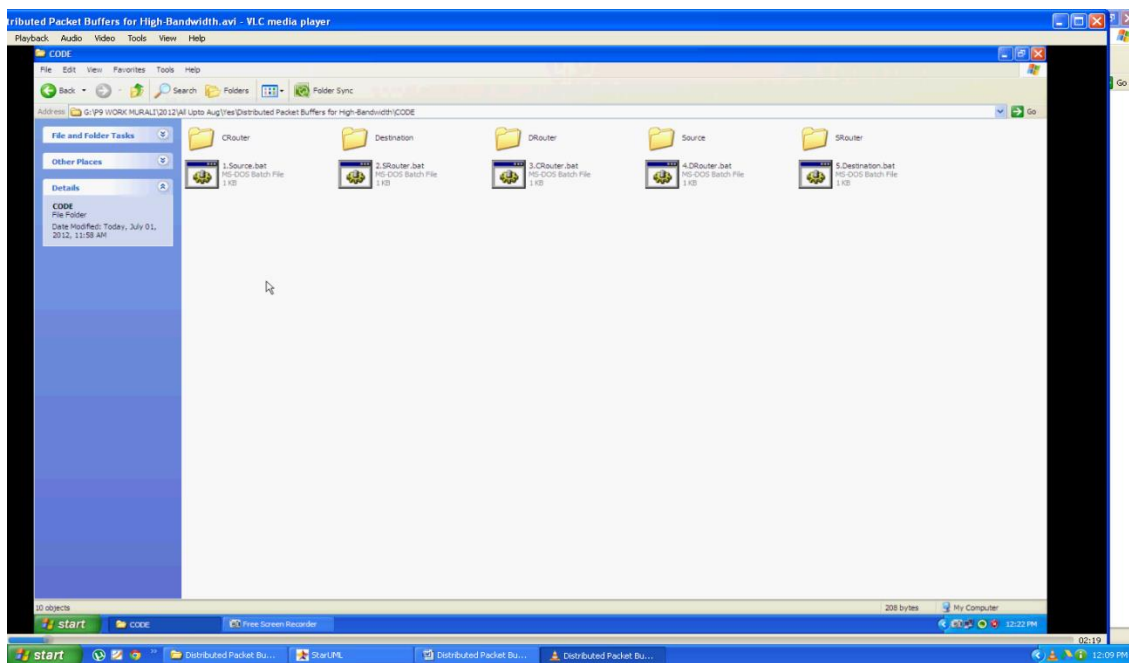 tributed Packet Buffers for High-Bandwidth.avi - VLC media player
Playback Audio Video Tools View Help
CODE
File Edit View Favorites Tools Help
Back Search Folders Folder Sync
Go
Address G:\P9 WORK MURALI\2012\All Upto Aug\Yes\Distributed Packet Buffers for High-Bandwidth\CODE Go
File and Folder Tasks
Other Places
Details
CODE
File Folder
Date Modified: Today, July 01,
2012, 11:58 AM
CRouter Destination DRouter Source SRouter
1.Source.bat 2.SRouter.bat 3.CRouter.bat 4.DRouter.bat 5.Destination.bat
MS-DOS Batch File MS-DOS Batch File MS-DOS Batch File MS-DOS Batch File MS-DOS Batch File
1 KB 1 KB 1 KB 1 KB 1 KB
10 objects 208 bytes My Computer
start CODE Free Screen Recorder 12:22 PM
02:19
start Distributed Packet Bu... StarUML Distributed Packet Bu... Distributed Packet Bu... 12:09 PM